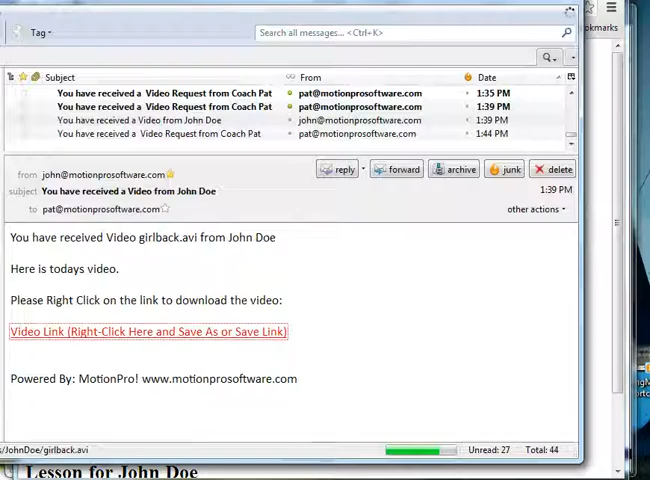 okmarks
Tag
Search all messages... <Ctrl+K>
Subject From Date
You have received a Video Request from Coach Pat pat@motionprosoftware.com 1:35 PM
You have received a Video Request from Coach Pat pat@motionprosoftware.com 1:39 PM
You have received a Video from John Doe john@motionprosoftware.com 1:39 PM
You have received a Video Request from Coach Pat pat@motionprosoftware.com 1:44 PM
from john@motionprosoftware.com reply forward archive junk delete
subject You have received a Video from John Doe 1:39 PM
to pat@motionprosoftware.com other actions
You have received Video girlback.avi from John Doe
Here is todays video.
Please Right Click on the link to download the video:
Video Link (Right-Click Here and Save As or Save Link)
Powered By: MotionPro! www.motionprosoftware.com
s/JohnDoe/girlback.avi Unread: 27 Total: 44
Lesson for John Doe